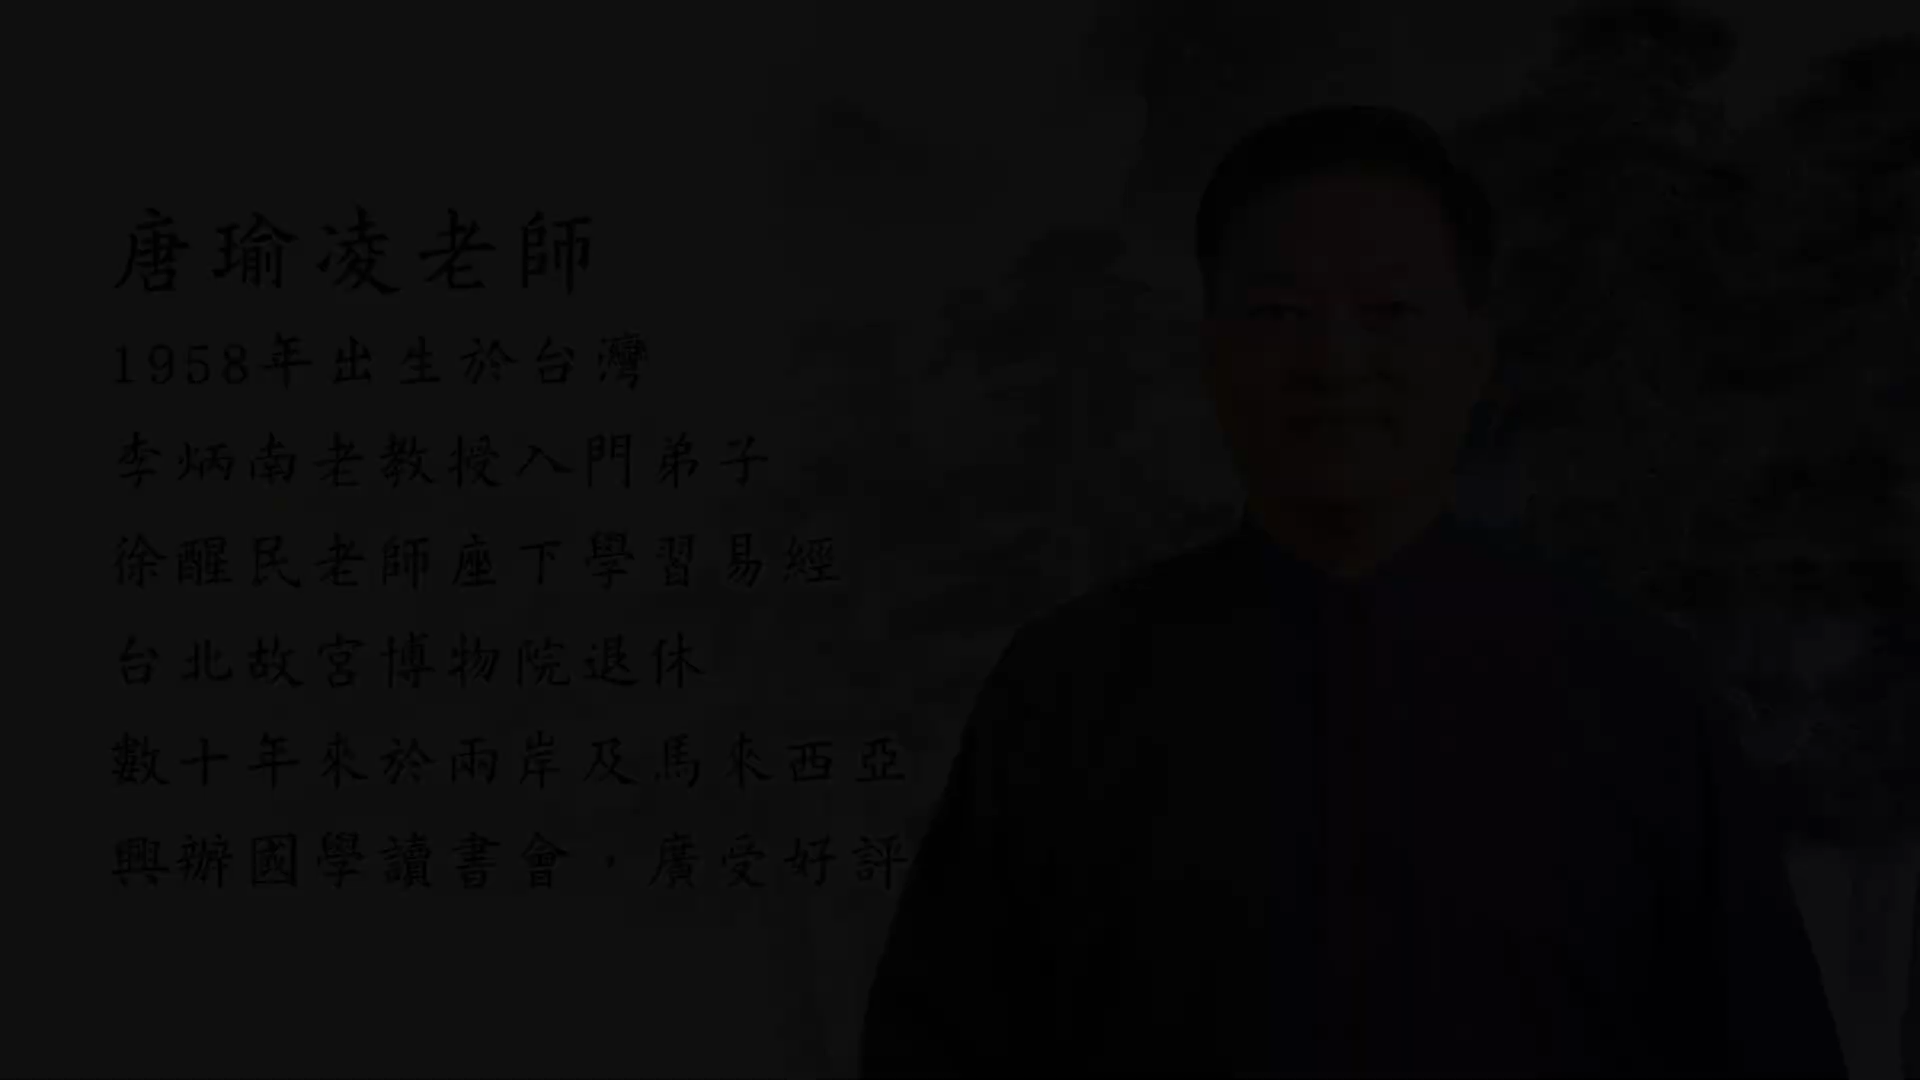 唐瑜凌老師
1958年出生於台灣
李炳南老教授入門弟子
徐醒民老師座下學習易經
台北故宮博物院退休
數十年來於兩岸及馬來西亞
興辦國學讀書會，廣受好評